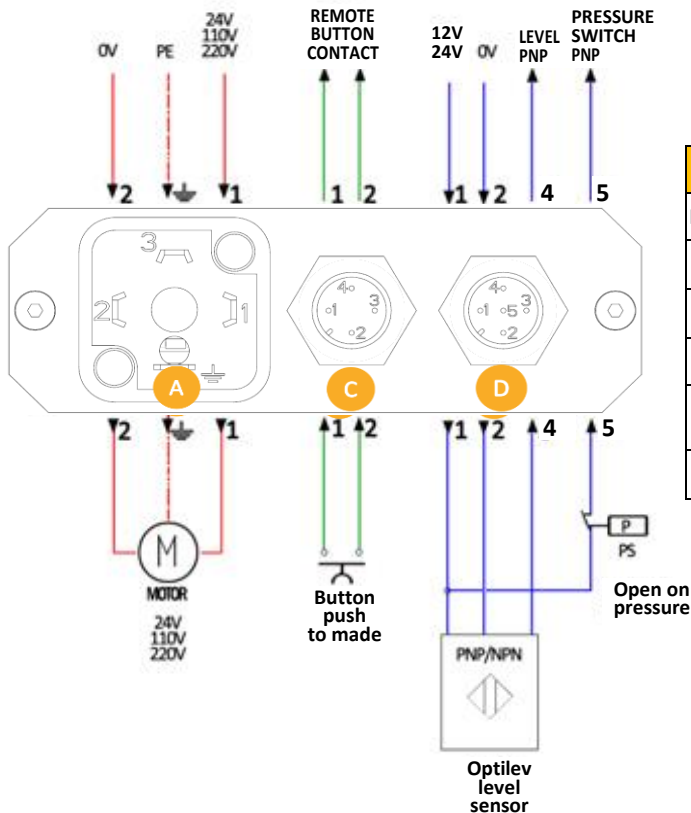 24V
110V
220V
0V
PE
REMOTE
BUTTON
CONTACT
12V
24V
0V
LEVEL
PNP
PRESSURE
SWITCH
PNP
2
1
1
2
1
2
4
5
3
2
1
A
4
1
3
2
C
4
1
5
3
2
D
2
1
1
2
1
2
4
5
M
MOTOR
24V
110V
220V
Button
push
to made
P
PS
Open on
pressure
PNP/NPN
Optilev
level
sensor